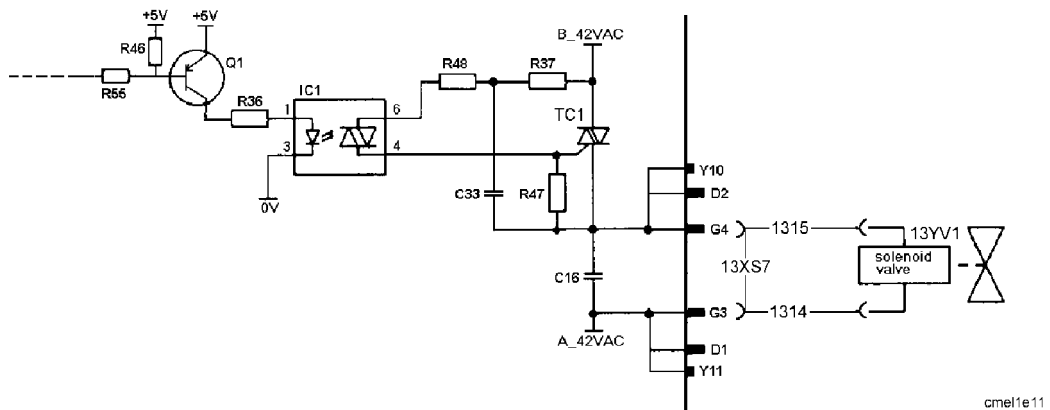 +5V
+5V
R46
Q1
R55
R36
IC1
1
3
6
4
0V
R48
R37
B_42VAC
TC1
C33
R47
C16
A_42VAC
Y10
D2
G4
G3
D1
Y11
1315
13XS7
1314
13YV1
solenoid
valve
cmel1e11